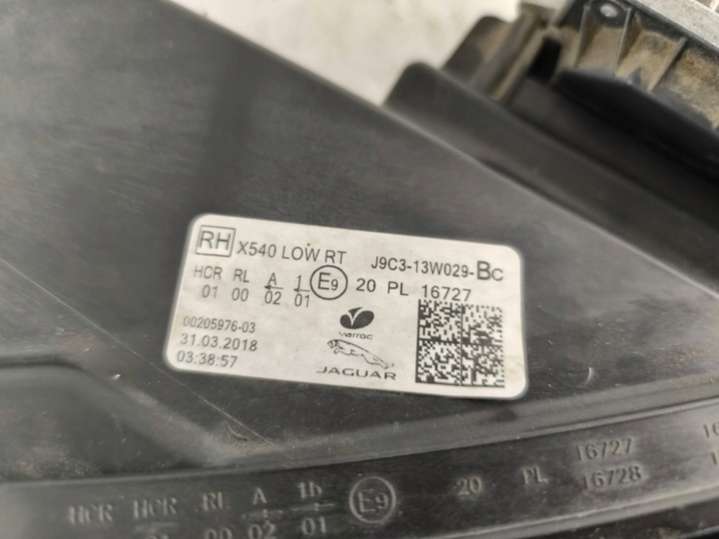 RH X540 LOW RT J9C3-13W029-BC
HCR RL A 1 E9 20 PL 16727
01 00 02 01
00205976-03
31.03.2018
03:38:57
varroc
JAGUAR
16727
HCR HCR RL A 1b E9 20 PL 16728
00 02 01